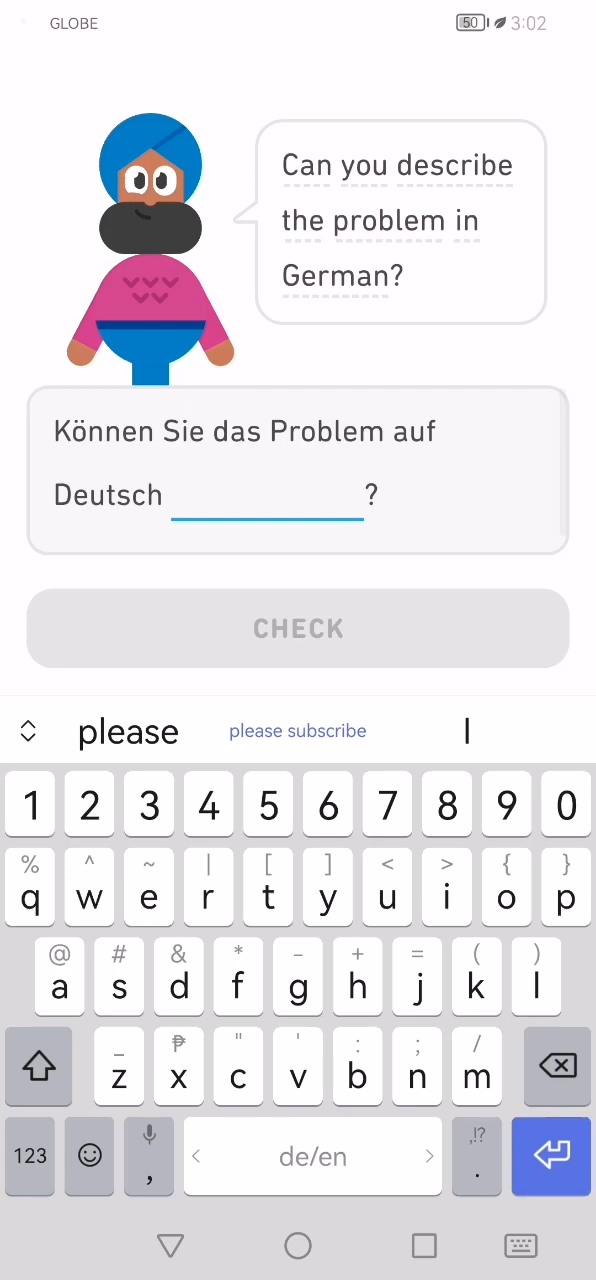 GLOBE 50 3:02
Can you describe
the problem in
German?
Können Sie das Problem auf
Deutsch ?
CHECK
please please subscribe I
1 2 3 4 5 6 7 8 9 0
% ^ ~ | [ ] < > { }
q w e r t y u i o p
@ # & * - + = ( )
a s d f g h j k l
_ ₱ " ' : ; /
z x c v b n m
,!?
123 , < de/en > .